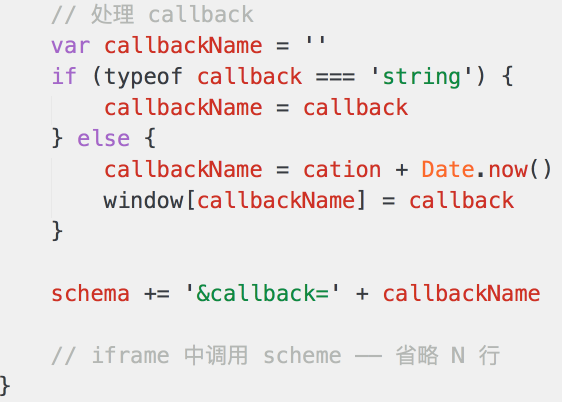 // 处理 callback
var callbackName = ''
if (typeof callback === 'string') {
callbackName = callback
} else {
callbackName = cation + Date.now()
window[callbackName] = callback
}
schema += '&callback=' + callbackName
// iframe 中调用 scheme —— 省略 N 行
}